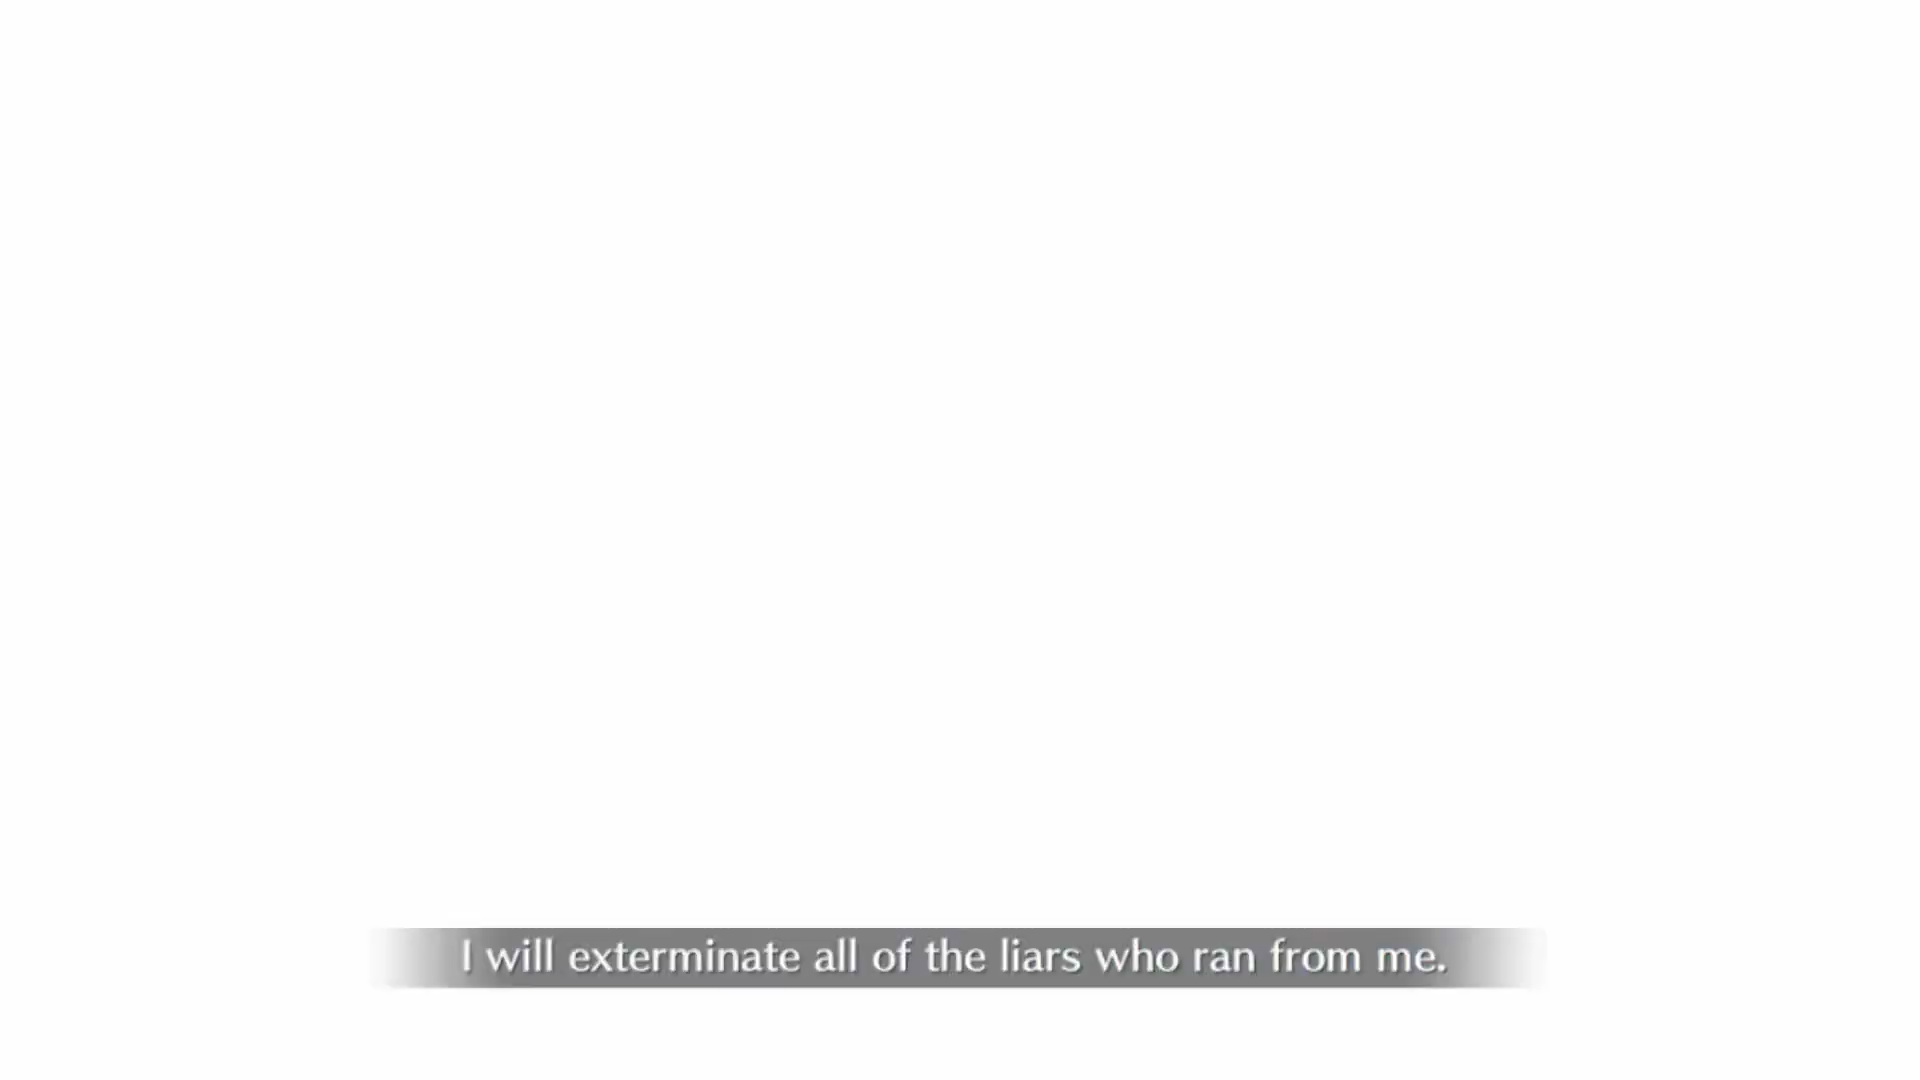 I will exterminate all of the liars who ran from me.